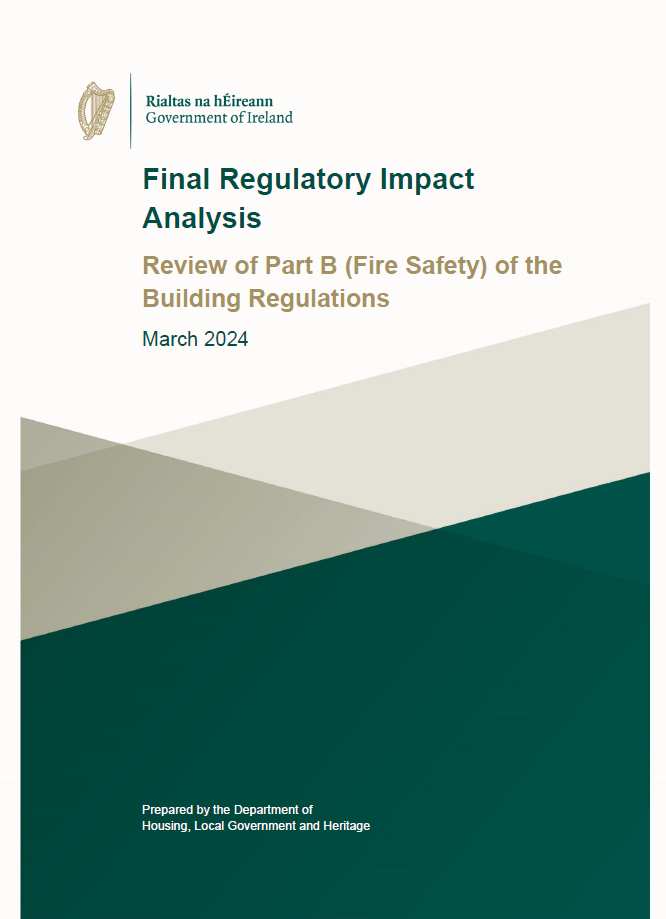 Rialtas na hÉireann
Government of Ireland
Final Regulatory Impact
Analysis
Review of Part B (Fire Safety) of the
Building Regulations
March 2024
Prepared by the Department of
Housing, Local Government and Heritage